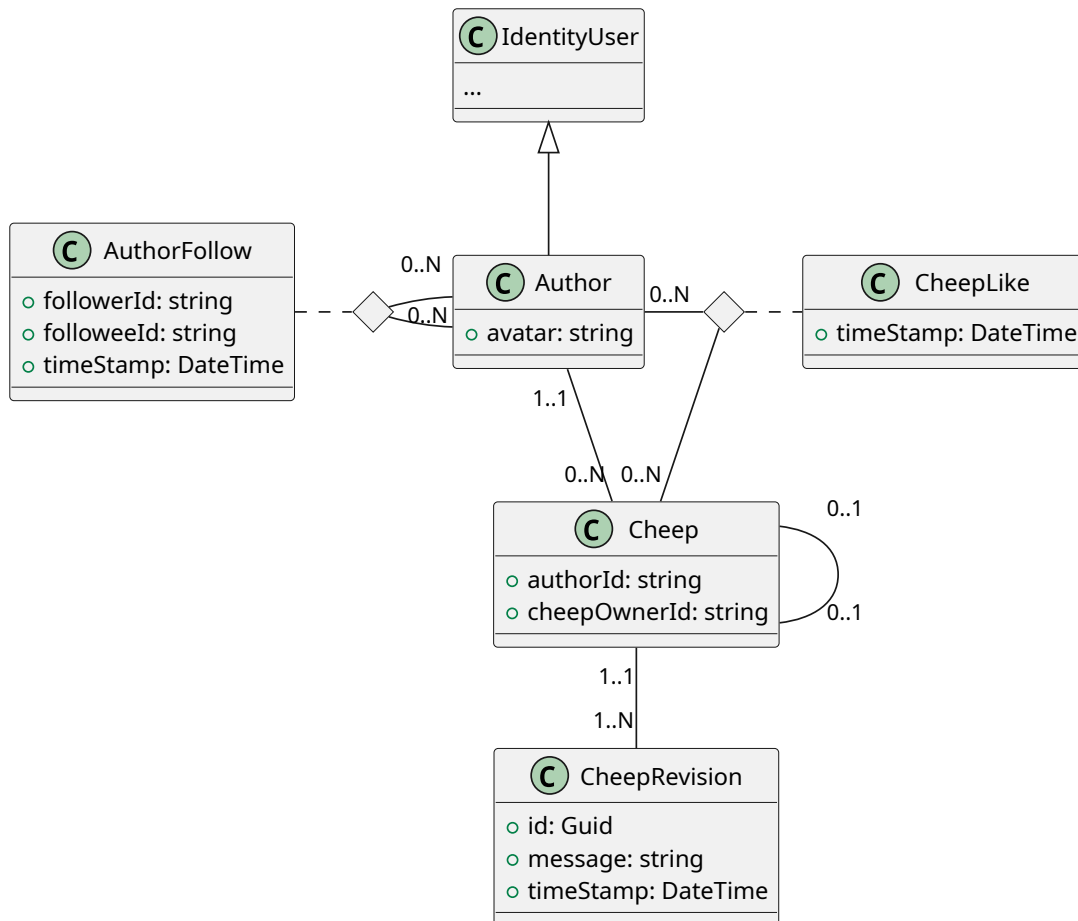 C IdentityUser
...
C AuthorFollow
followerId: string
followeeId: string
timeStamp: DateTime
0..N
0..N
C Author
avatar: string
0..N
C CheepLike
timeStamp: DateTime
1..1
0..N
0..N
C Cheep
authorId: string
cheepOwnerId: string
0..1
0..1
1..1
1..N
C CheepRevision
id: Guid
message: string
timeStamp: DateTime